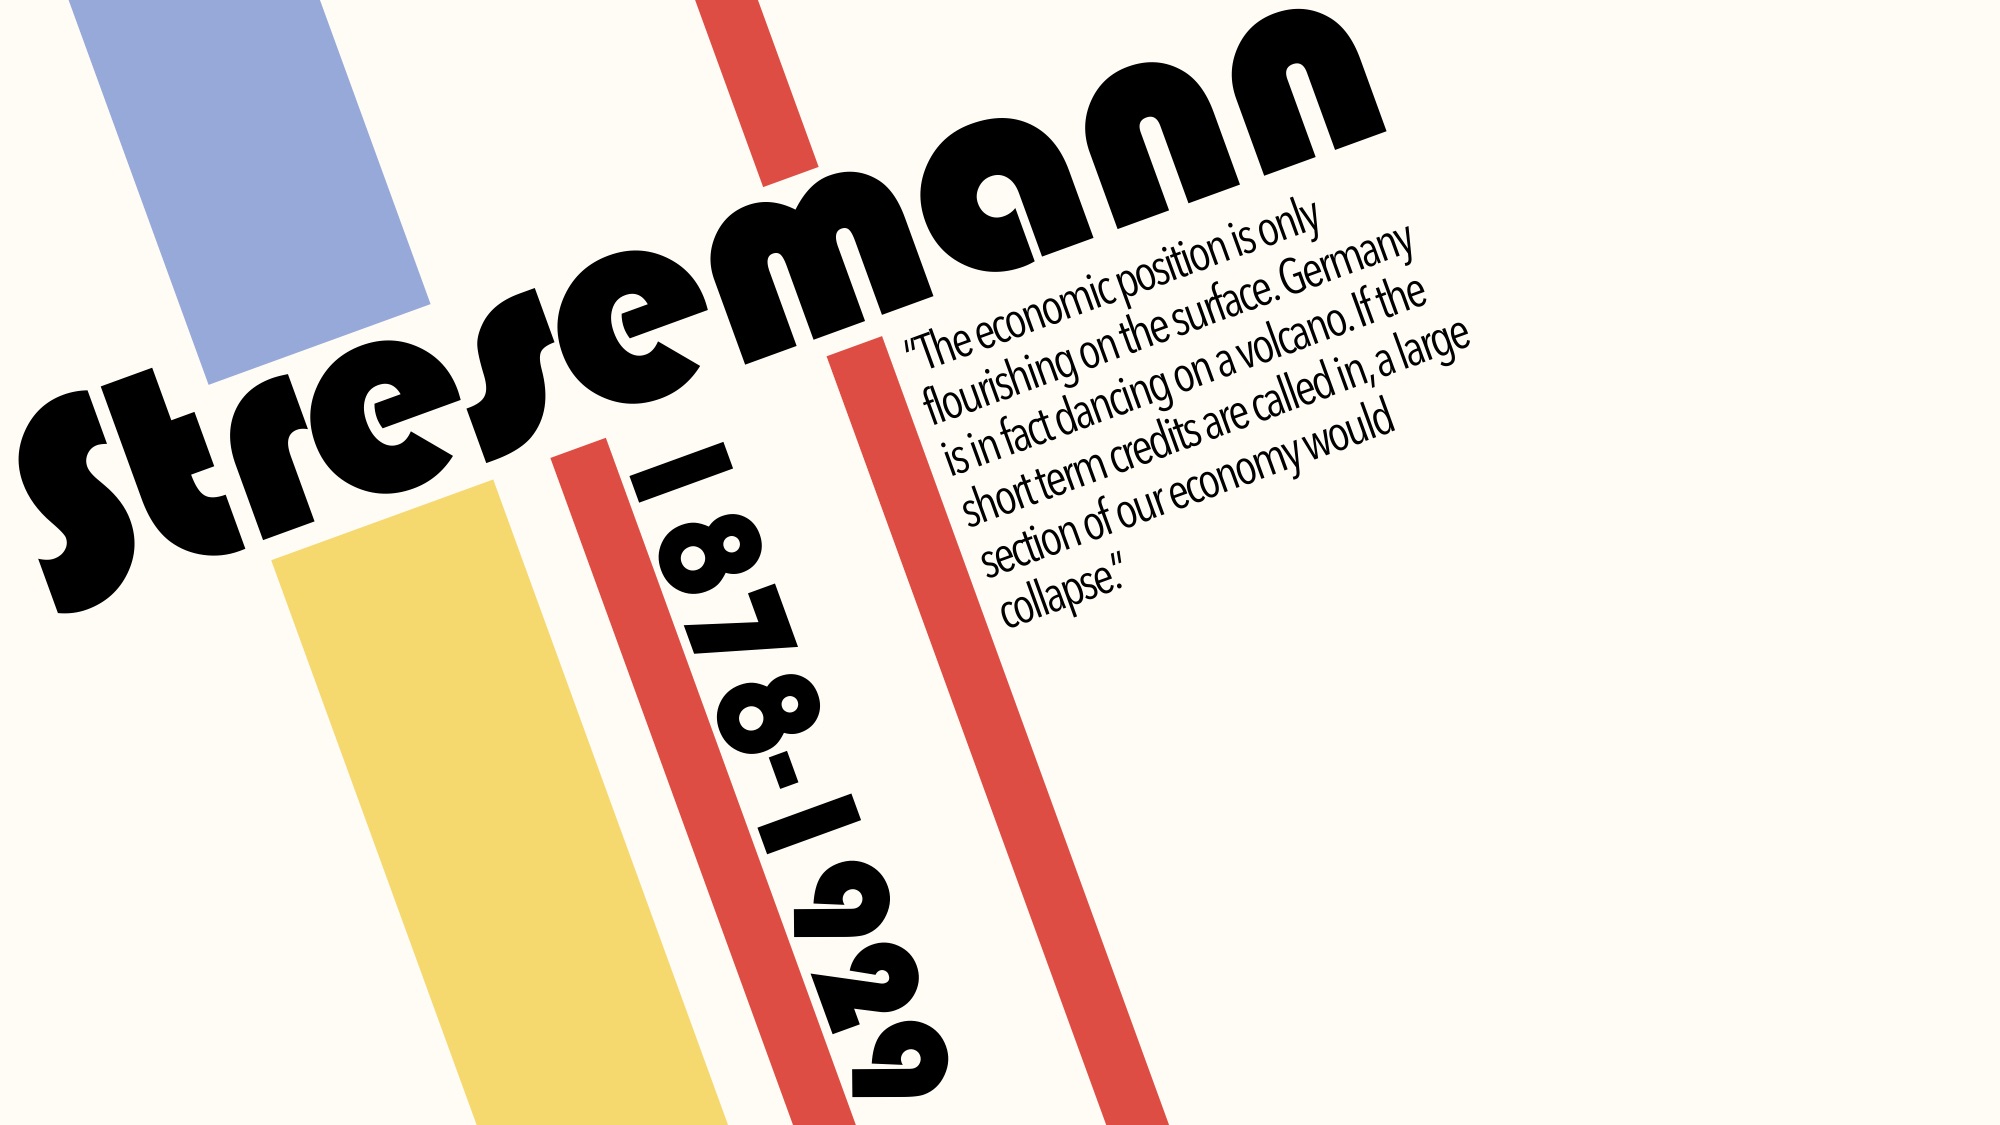 Stresemann
1878-1929
"The economic position is only
flourishing on the surface. Germany
is in fact dancing on a volcano. If the
short term credits are called in, a large
section of our economy would
collapse."